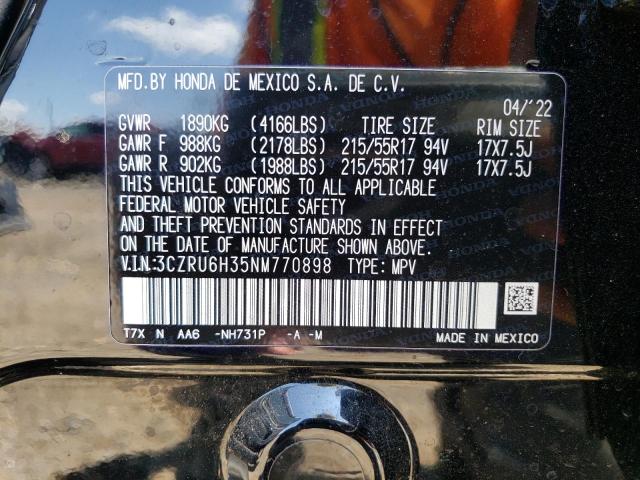 MFD.BY HONDA DE MEXICO S.A. DE C.V.
04/'22
GVWR 1890KG (4166LBS) TIRE SIZE RIM SIZE
GAWR F 988KG (2178LBS) 215/55R17 94V 17X7.5J
GAWR R 902KG (1988LBS) 215/55R17 94V 17X7.5J
THIS VEHICLE CONFORMS TO ALL APPLICABLE
FEDERAL MOTOR VEHICLE SAFETY
AND THEFT PREVENTION STANDARDS IN EFFECT
ON THE DATE OF MANUFACTURE SHOWN ABOVE.
V.I.N:3CZRU6H35NM770898 TYPE: MPV
T7X N AA6 -NH731P -A -M MADE IN MEXICO